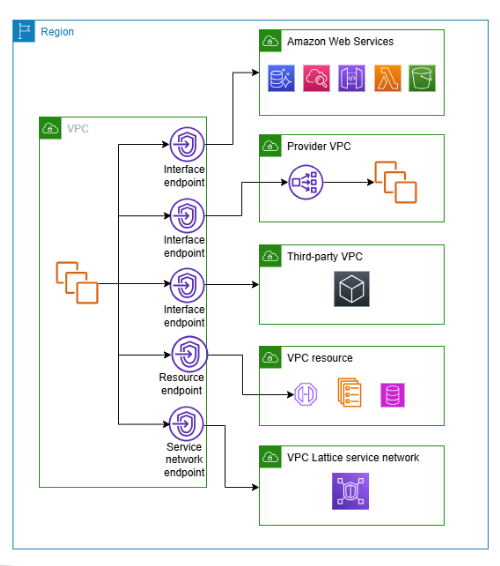 Region
Amazon Web Services
VPC
Interface
endpoint
Provider VPC
Interface
endpoint
Third-party VPC
Interface
endpoint
VPC resource
Resource
endpoint
Service
network
endpoint
VPC Lattice service network